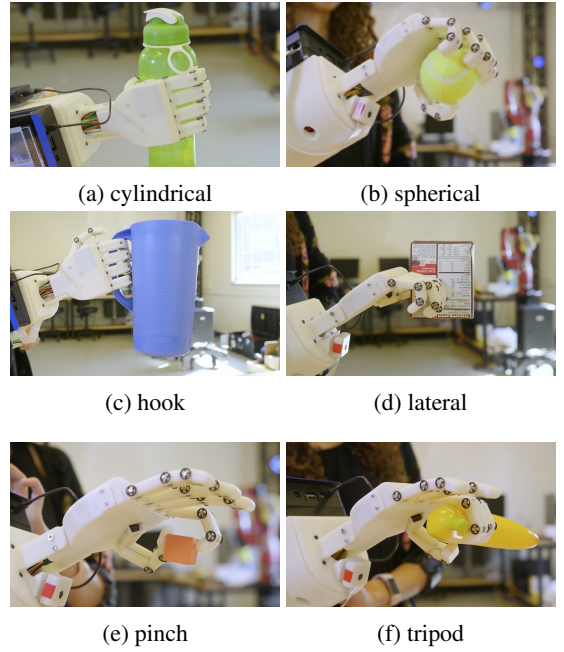 (a) cylindrical
(b) spherical
(c) hook
(d) lateral
(e) pinch
(f) tripod